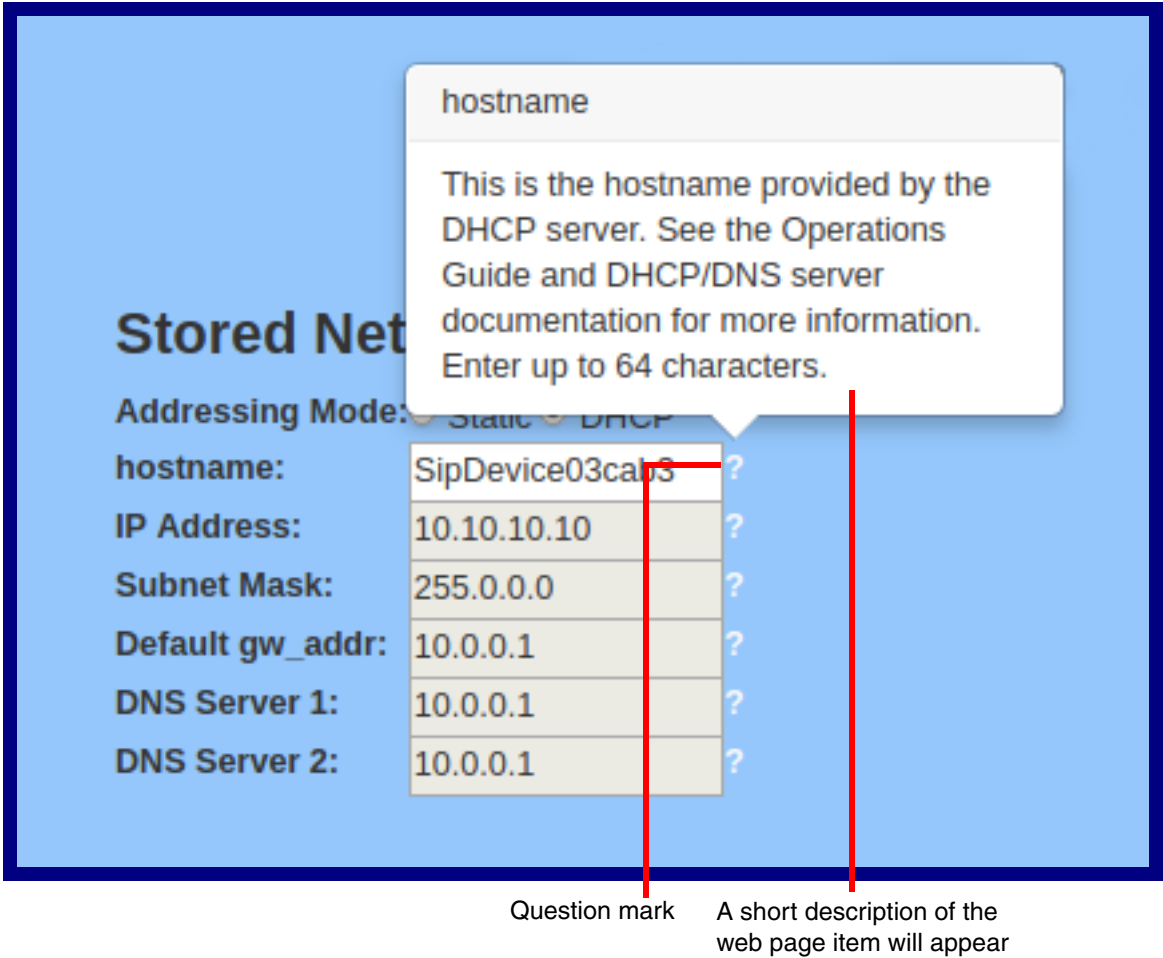 hostname
This is the hostname provided by the
DHCP server. See the Operations
Guide and DHCP/DNS server
documentation for more information.
Enter up to 64 characters.
Stored Net
Addressing Mode: Static DHCP
hostname: SipDevice03cab3 ?
IP Address: 10.10.10.10 ?
Subnet Mask: 255.0.0.0 ?
Default gw_addr: 10.0.0.1 ?
DNS Server 1: 10.0.0.1 ?
DNS Server 2: 10.0.0.1 ?
Question mark
A short description of the
web page item will appear